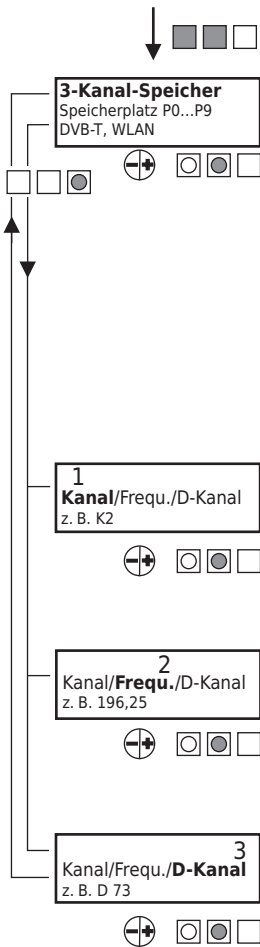 3-Kanal-Speicher
Speicherplatz P0...P9
DVB-T, WLAN
1
Kanal/Frequ./D-Kanal
z. B. K2
2
Kanal/Frequ./D-Kanal
z. B. 196,25
3
Kanal/Frequ./D-Kanal
z. B. D 73